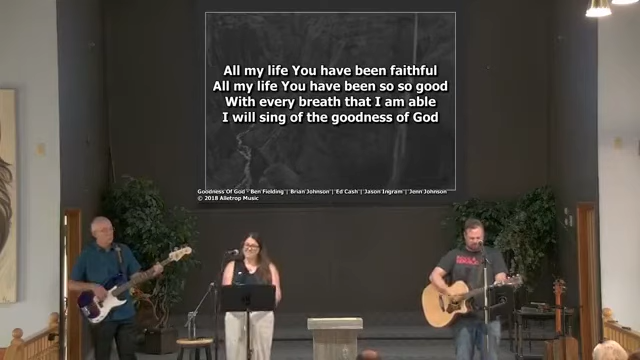 All my life You have been faithful
All my life You have been so so good
With every breath that I am able
I will sing of the goodness of God
Goodness Of God - Ben Fielding | Brian Johnson | Ed Cash | Jason Ingram | Jenn Johnson
© 2018 Alletrop Music